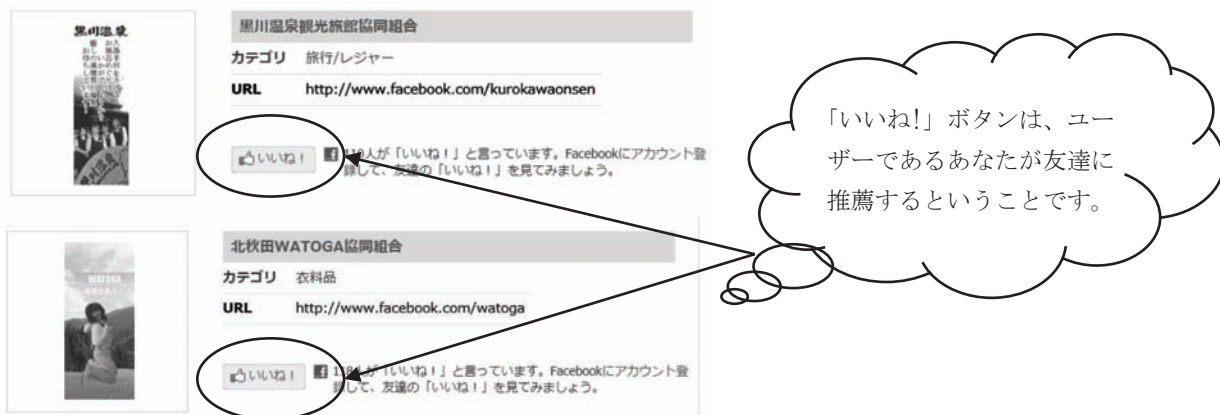 黒川温泉
黒川温泉観光旅館協同組合
カテゴリ 旅行/レジャー
URL http://www.facebook.com/kurokawaonsen
いいね！
人が「いいね！」と言っています。Facebookにアカウント登
録して、友達の「いいね！」を見てみましょう。
「いいね!」ボタンは、ユー
ザーであるあなたが友達に
推薦するということです。
WATOGA
北秋田WATOGA協同組合
カテゴリ 衣料品
URL http://www.facebook.com/watoga
いいね！
人が「いいね！」と言っています。Facebookにアカウント登
録して、友達の「いいね！」を見てみましょう。